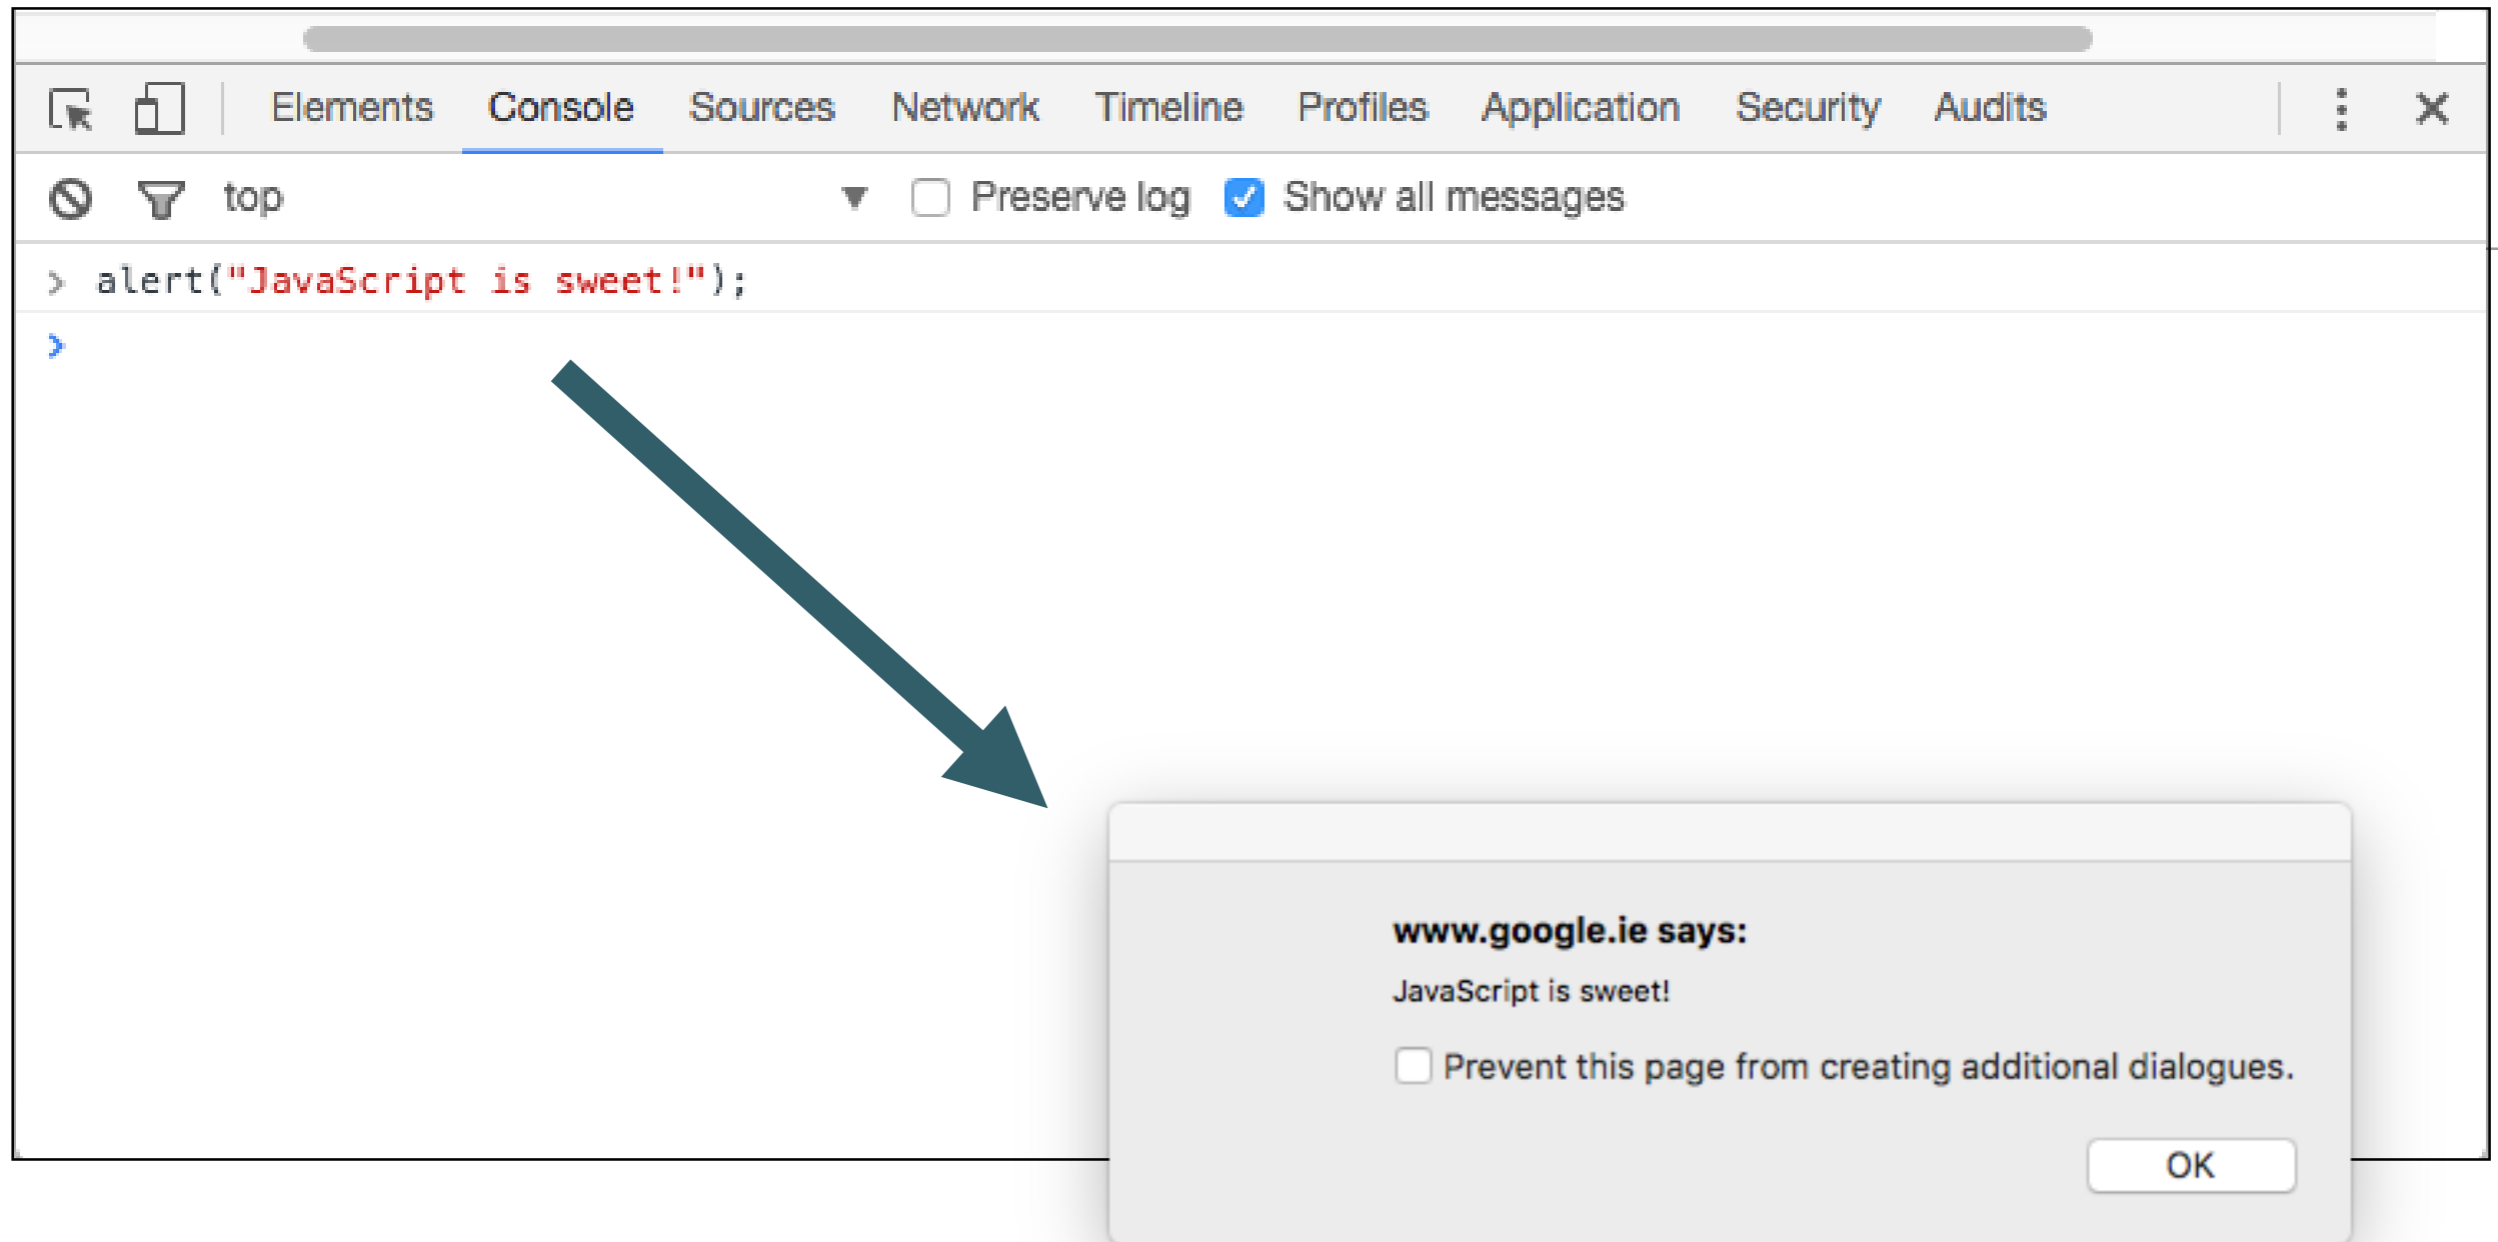 Elements Console Sources Network Timeline Profiles Application Security Audits
top Preserve log Show all messages
> alert("JavaScript is sweet!");
>
www.google.ie says:
JavaScript is sweet!
Prevent this page from creating additional dialogues.
OK